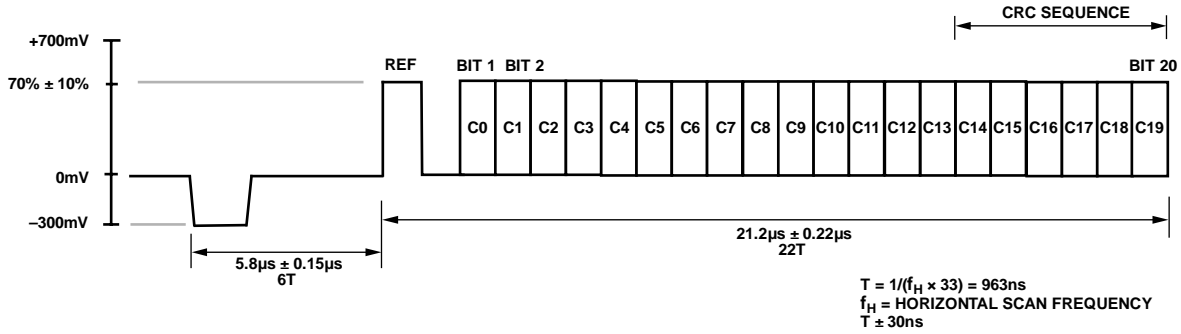 CRC SEQUENCE
+700mV
REF
BIT 1 BIT 2
BIT 20
70% ± 10%
C0 C1 C2 C3 C4 C5 C6 C7 C8 C9 C10 C11 C12 C13 C14 C15 C16 C17 C18 C19
0mV
–300mV
21.2µs ± 0.22µs
22T
5.8µs ± 0.15µs
6T
T = 1/(fH × 33) = 963ns
fH = HORIZONTAL SCAN FREQUENCY
T ± 30ns